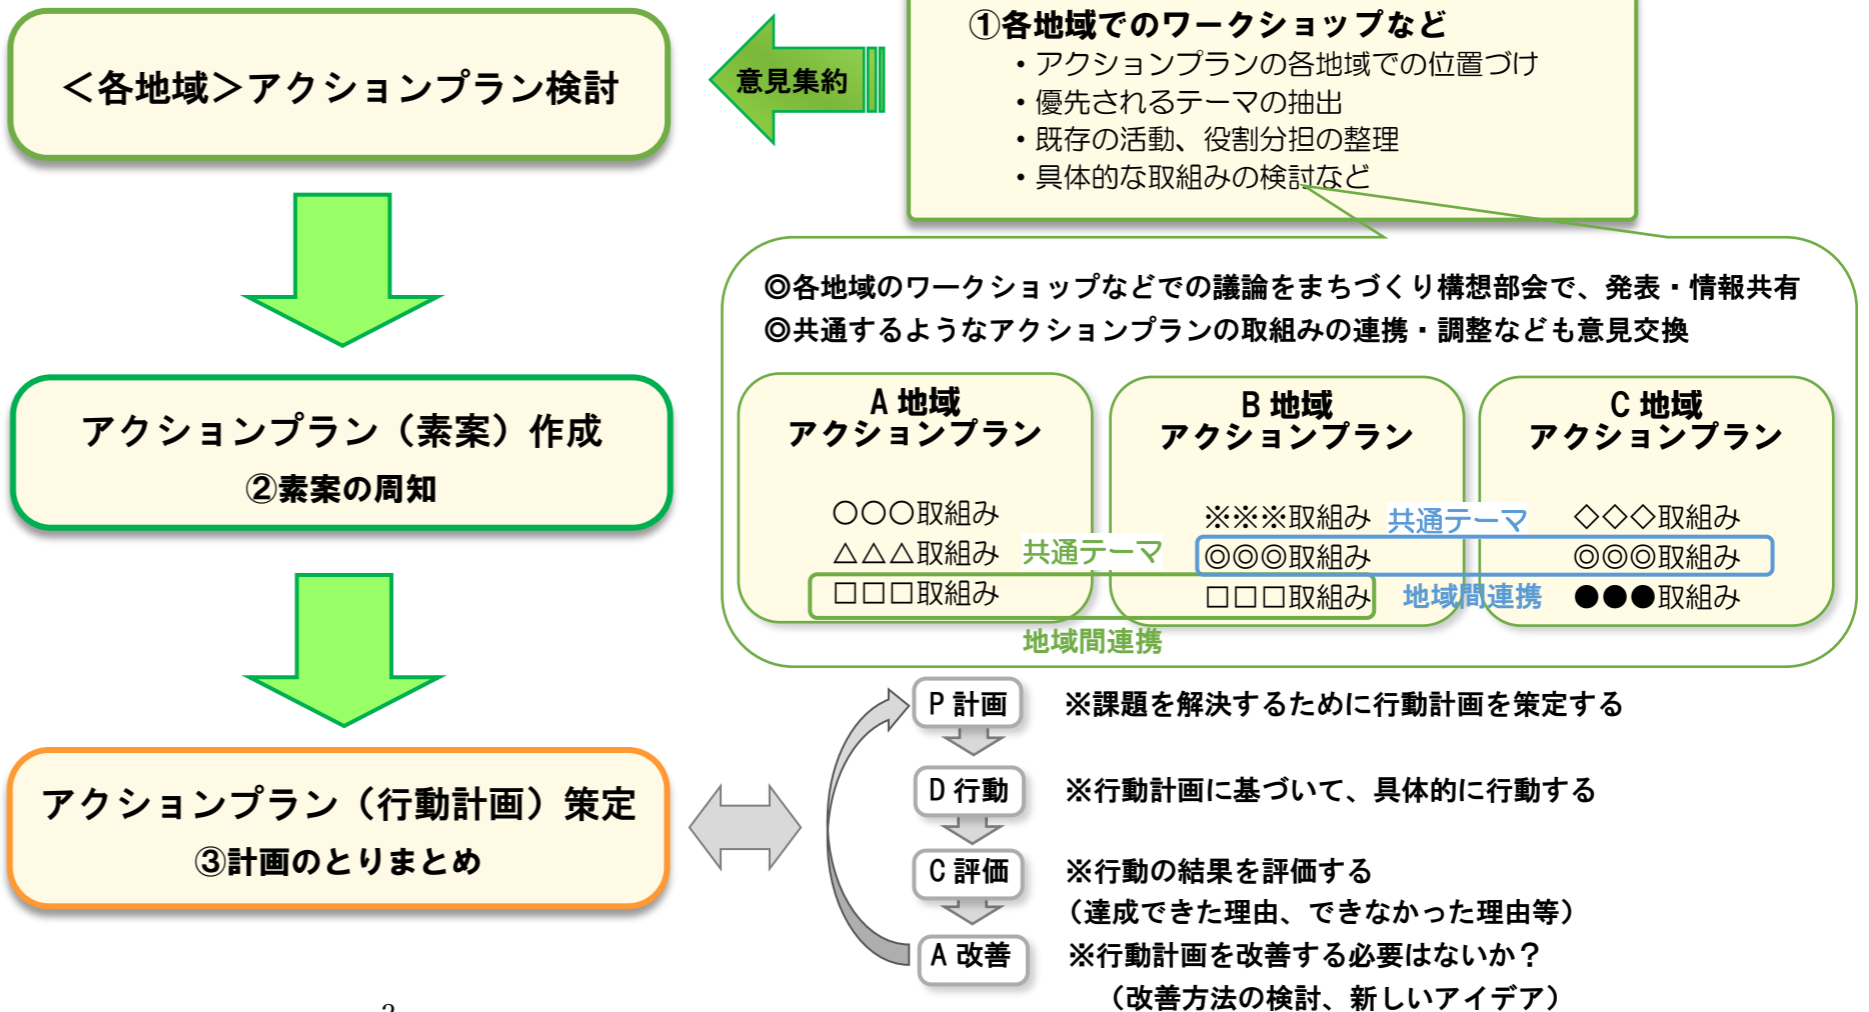 ①各地域でのワークショップなど
・アクションプランの各地域での位置づけ
・優先されるテーマの抽出
・既存の活動、役割分担の整理
・具体的な取組みの検討など
意見集約
＜各地域＞アクションプラン検討
◎各地域のワークショップなどでの議論をまちづくり構想部会で、発表・情報共有
◎共通するようなアクションプランの取組みの連携・調整なども意見交換
A 地域
アクションプラン
〇〇〇取組み
△△△取組み
□□□取組み
B 地域
アクションプラン
※※※取組み
◎◎◎取組み
□□□取組み
C 地域
アクションプラン
◇◇◇取組み
◎◎◎取組み
●●●取組み
共通テーマ
地域間連携
共通テーマ
地域間連携
アクションプラン（素案）作成
②素案の周知
アクションプラン（行動計画）策定
③計画のとりまとめ
P 計画
※課題を解決するために行動計画を策定する
D 行動
※行動計画に基づいて、具体的に行動する
C 評価
※行動の結果を評価する
（達成できた理由、できなかった理由等）
A 改善
※行動計画を改善する必要はないか？
（改善方法の検討、新しいアイデア）